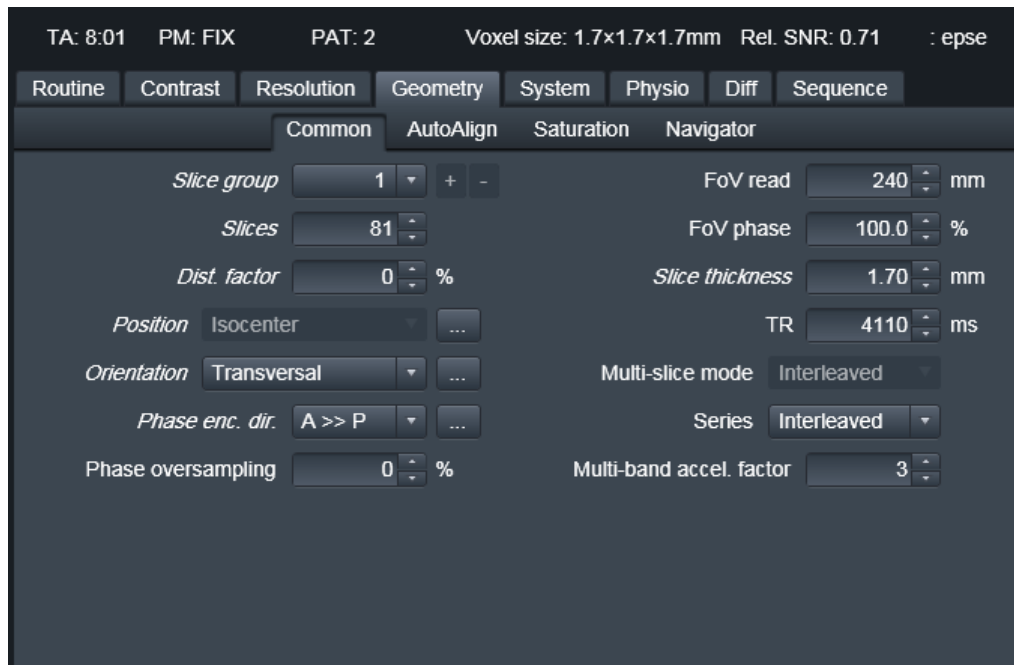 TA: 8:01 PM: FIX PAT: 2 Voxel size: 1.7×1.7×1.7mm Rel. SNR: 0.71 : epse
Routine Contrast Resolution Geometry System Physio Diff Sequence
Common AutoAlign Saturation Navigator
Slice group 1 + - FoV read 240 mm
Slices 81 FoV phase 100.0 %
Dist. factor 0 % Slice thickness 1.70 mm
Position Isocenter ... TR 4110 ms
Orientation Transversal ... Multi-slice mode Interleaved
Phase enc. dir. A >> P ... Series Interleaved
Phase oversampling 0 % Multi-band accel. factor 3